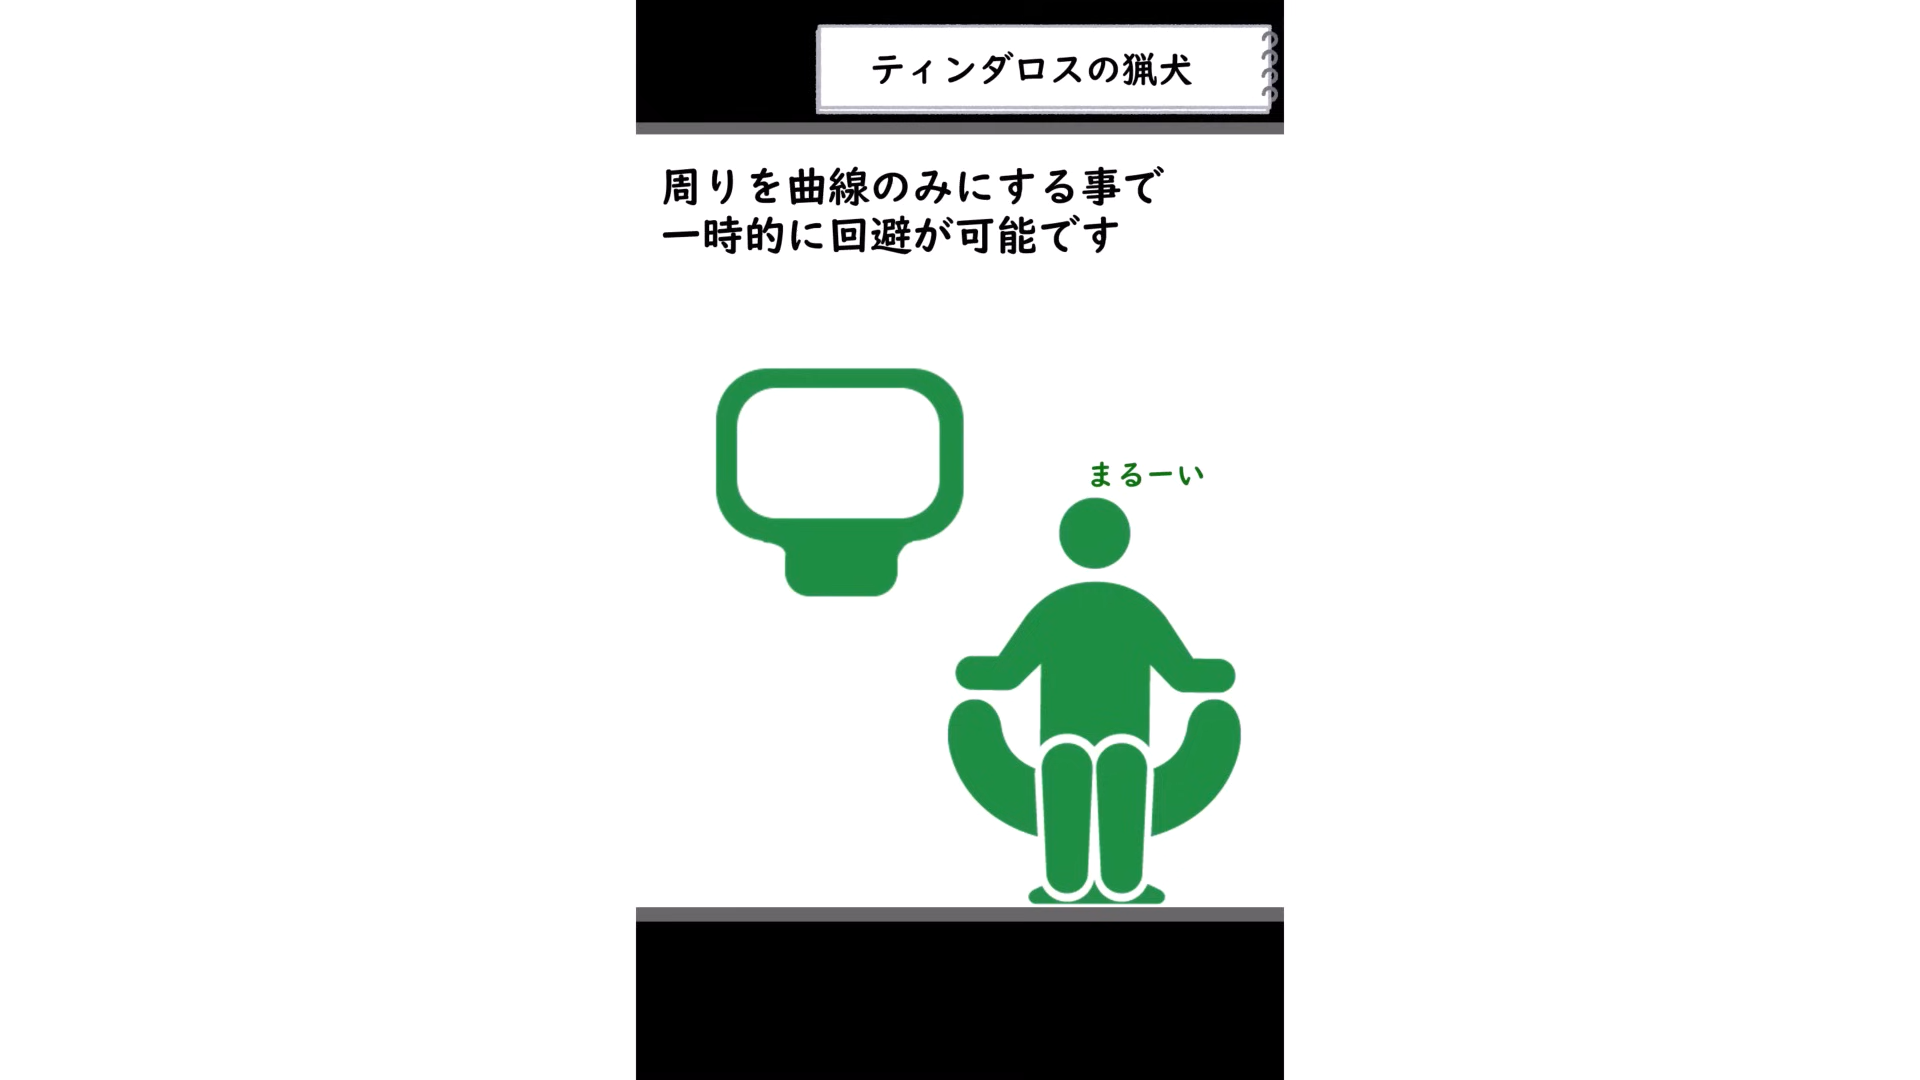 ティンダロスの猟犬
周りを曲線のみにする事で
一時的に回避が可能です
まるーい